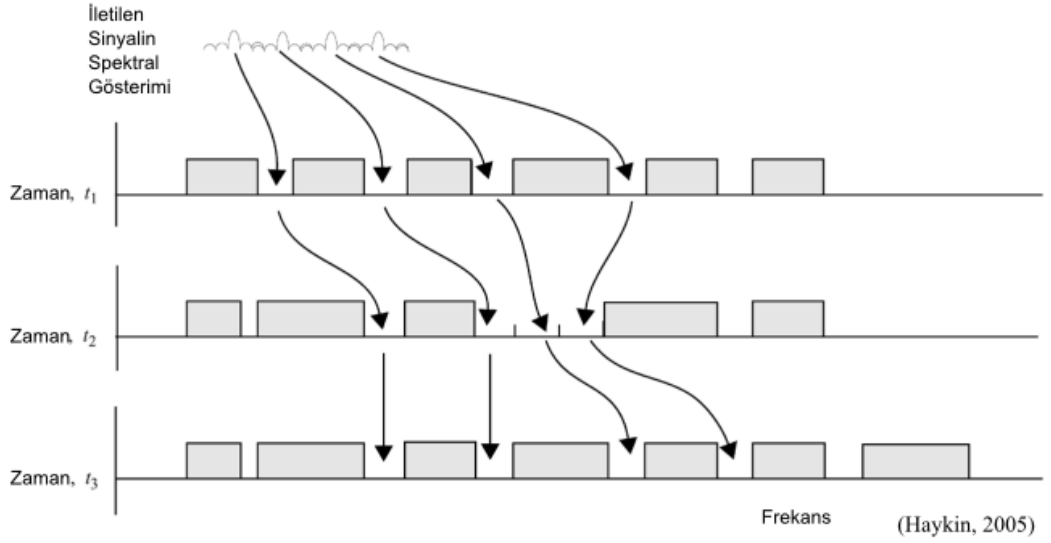 İletilen
Sinyalin
Spektral
Gösterimi
Zaman, t1
Zaman, t2
Zaman, t3
Frekans
(Haykin, 2005)